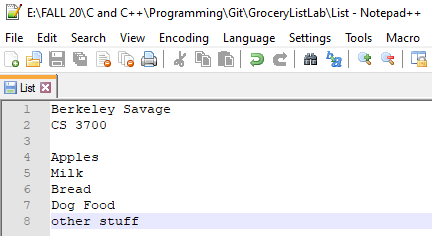 E:\FALL 20\C and C++\Programming\Git\GroceryListLab\List - Notepad++
File Edit Search View Encoding Language Settings Tools Macro
List
1 Berkeley Savage
2 CS 3700
3
4 Apples
5 Milk
6 Bread
7 Dog Food
8 other stuff